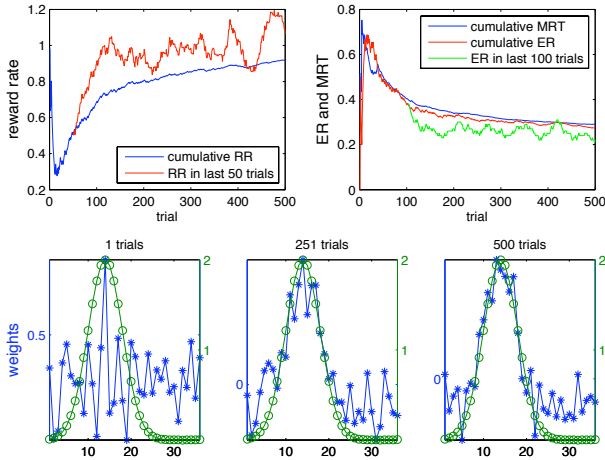 1.2
1
0.8
0.6
0.4
0.2
reward rate
cumulative RR
RR in last 50 trials
0 100 200 300 400 500
trial
0.8
0.6
0.4
0.2
0
ER and MRT
cumulative MRT
cumulative ER
ER in last 100 trials
0 100 200 300 400 500
trial
1 trials
weights
0.5
2
1
0
10 20 30
251 trials
0
2
1
0
10 20 30
500 trials
0
2
1
0
10 20 30